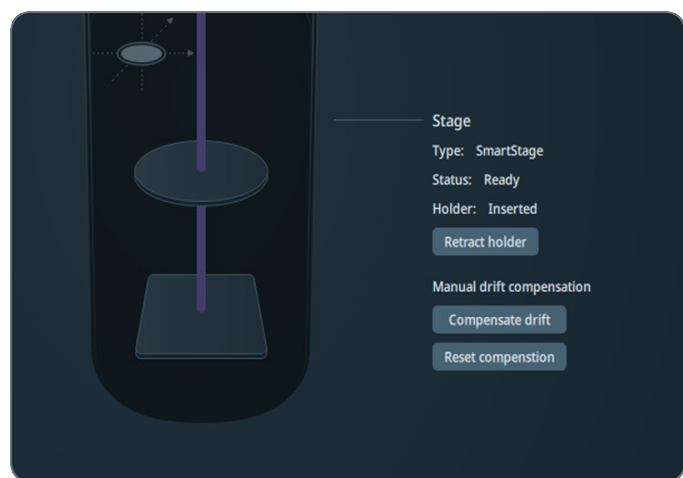 Stage
Type: SmartStage
Status: Ready
Holder: Inserted
Retract holder
Manual drift compensation
Compensate drift
Reset compenstion